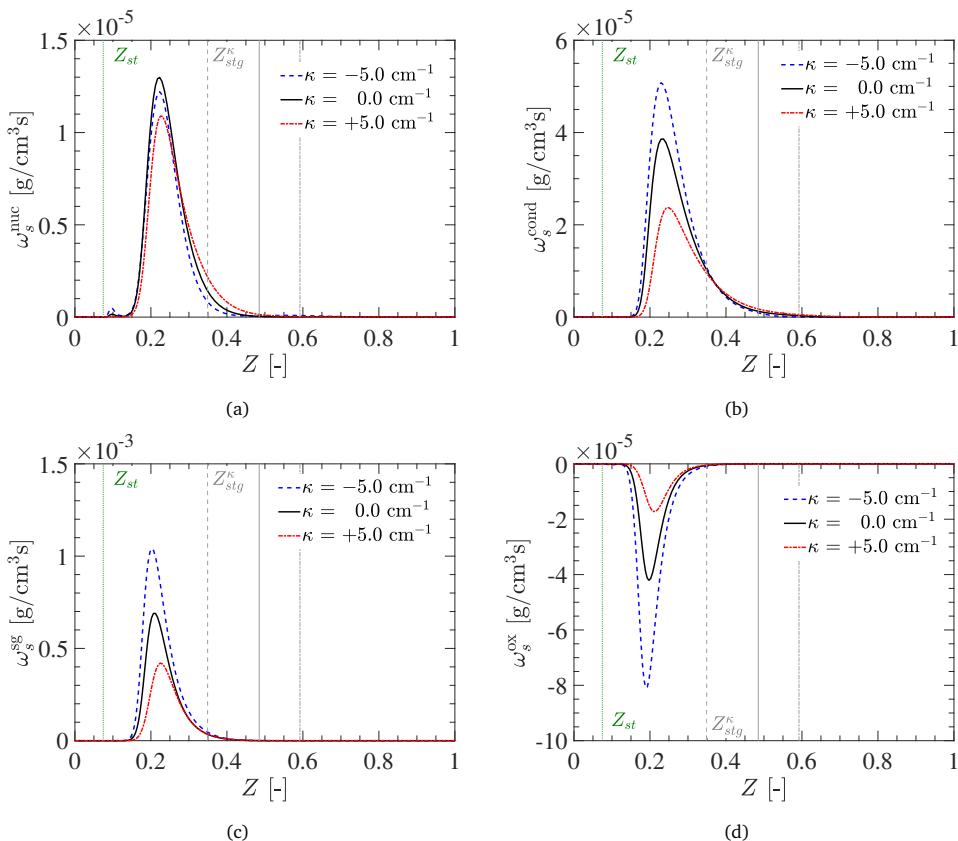 ×10⁻⁵
Z_st
Z_stg^κ
κ = −5.0 cm⁻¹
κ = 0.0 cm⁻¹
κ = +5.0 cm⁻¹
1.5
1
0.5
0
ω_s^nuc [g/cm³s]
0 0.2 0.4 0.6 0.8 1
Z [-]
(a)
×10⁻⁵
Z_st
Z_stg^κ
κ = −5.0 cm⁻¹
κ = 0.0 cm⁻¹
κ = +5.0 cm⁻¹
6
4
2
0
ω_s^cond [g/cm³s]
0 0.2 0.4 0.6 0.8 1
Z [-]
(b)
×10⁻³
Z_st
Z_stg^κ
κ = −5.0 cm⁻¹
κ = 0.0 cm⁻¹
κ = +5.0 cm⁻¹
1.5
1
0.5
0
ω_s^sg [g/cm³s]
0 0.2 0.4 0.6 0.8 1
Z [-]
(c)
×10⁻⁵
0
-2
-4
-6
-8
-10
κ = −5.0 cm⁻¹
κ = 0.0 cm⁻¹
κ = +5.0 cm⁻¹
Z_st
Z_stg^κ
ω_s^ox [g/cm³s]
0 0.2 0.4 0.6 0.8 1
Z [-]
(d)